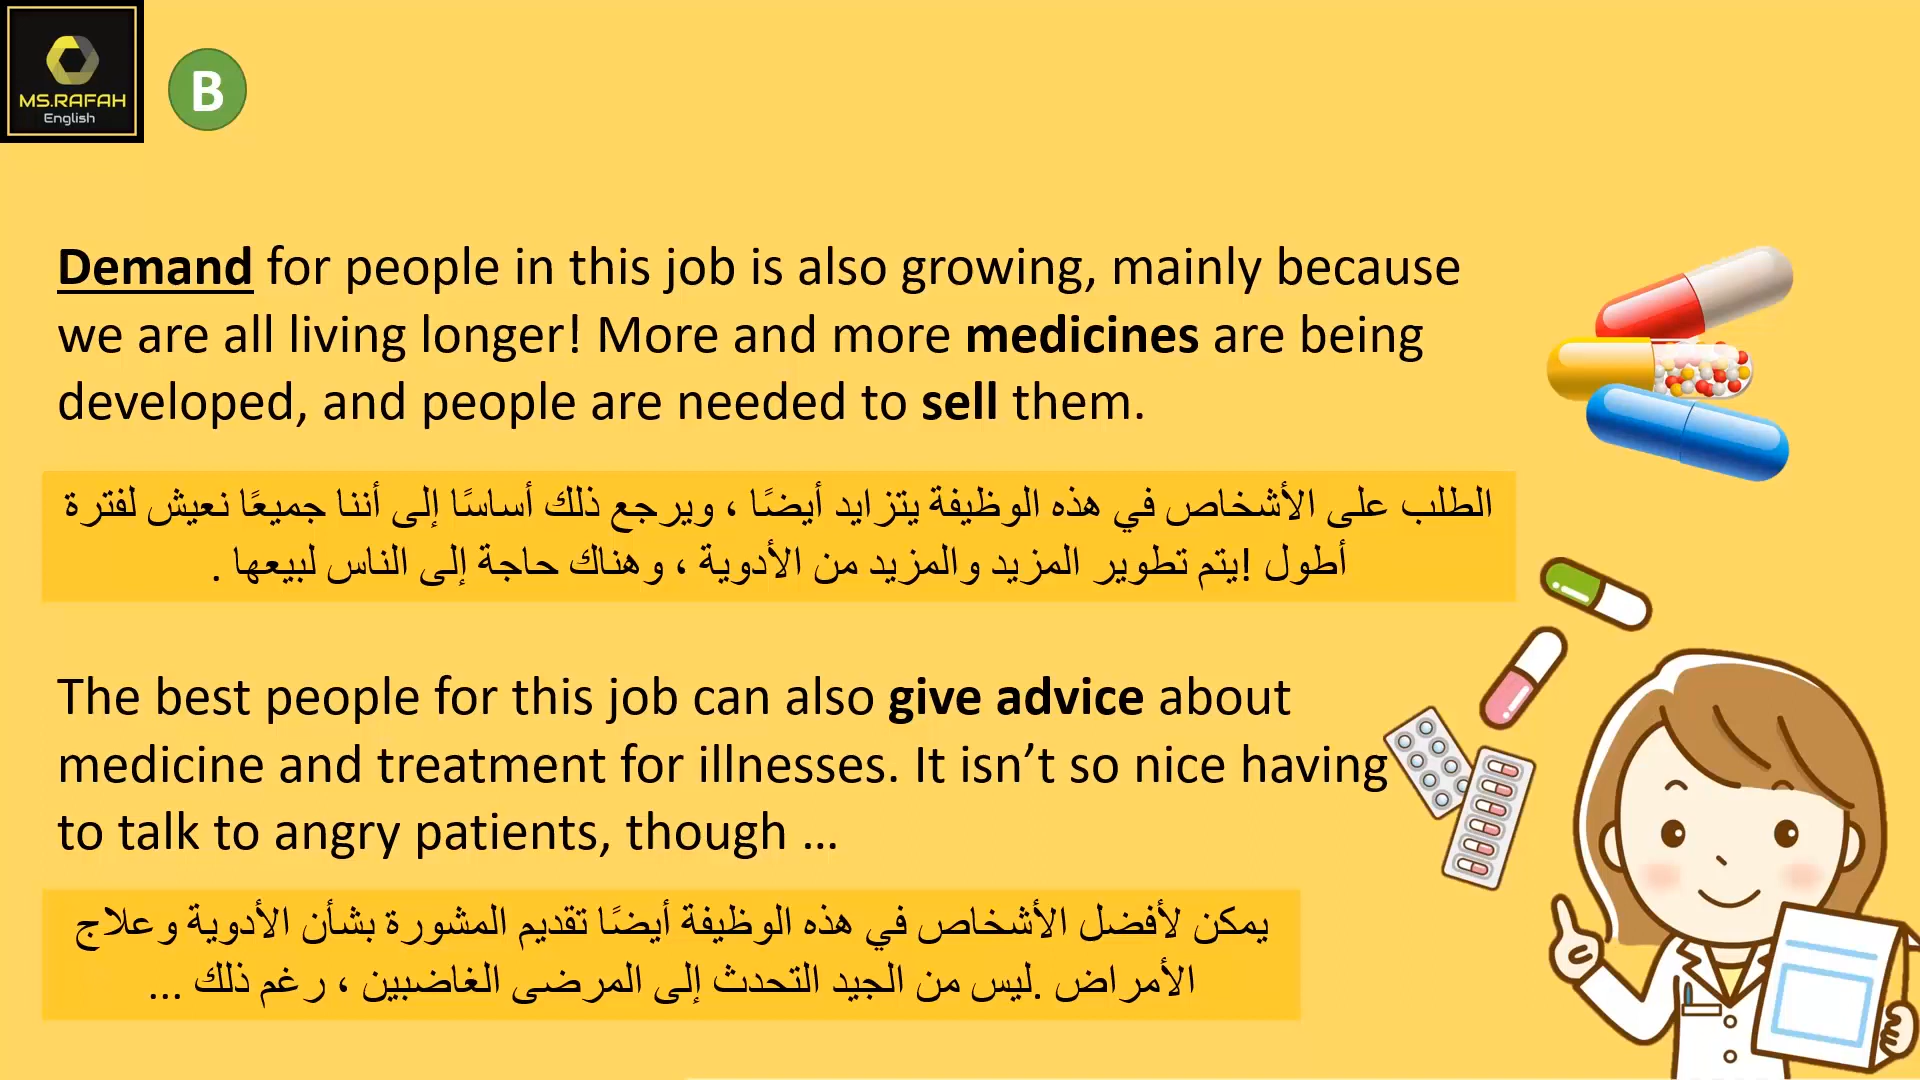 MS.RAFAH
English
B
Demand for people in this job is also growing, mainly because
we are all living longer! More and more medicines are being
developed, and people are needed to sell them.
الطلب على الأشخاص في هذه الوظيفة يتزايد أيضًا ، ويرجع ذلك أساسًا إلى أننا جميعًا نعيش لفترة
أطول !يتم تطوير المزيد والمزيد من الأدوية ، وهناك حاجة إلى الناس لبيعها .
The best people for this job can also give advice about
medicine and treatment for illnesses. It isn’t so nice having
to talk to angry patients, though …
يمكن لأفضل الأشخاص في هذه الوظيفة أيضًا تقديم المشورة بشأن الأدوية وعلاج
الأمراض .ليس من الجيد التحدث إلى المرضى الغاضبين ، رغم ذلك ...